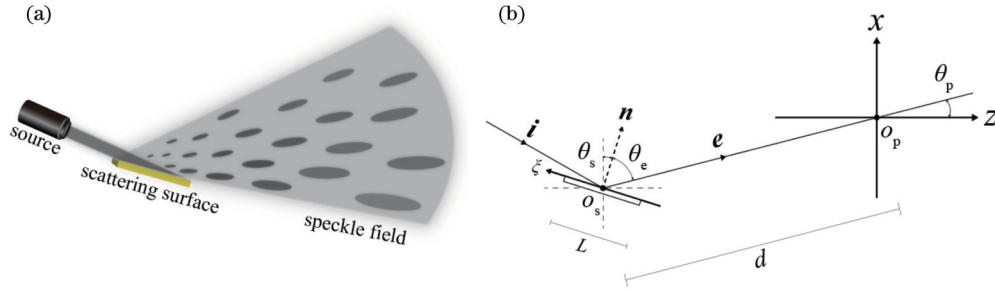 (a)
source
scattering surface
speckle field
(b)
x
θp
z
op
i
n
e
θs
θe
ξ
os
L
d